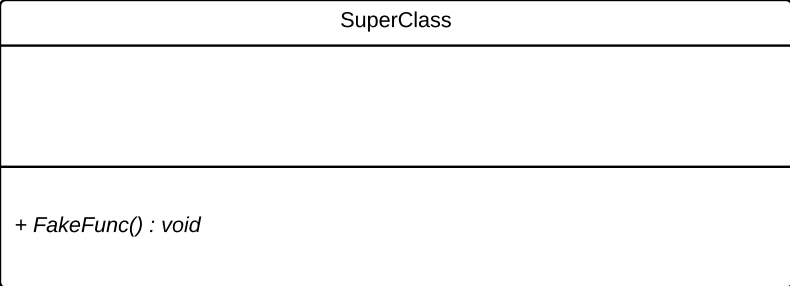 SuperClass
+ FakeFunc() : void